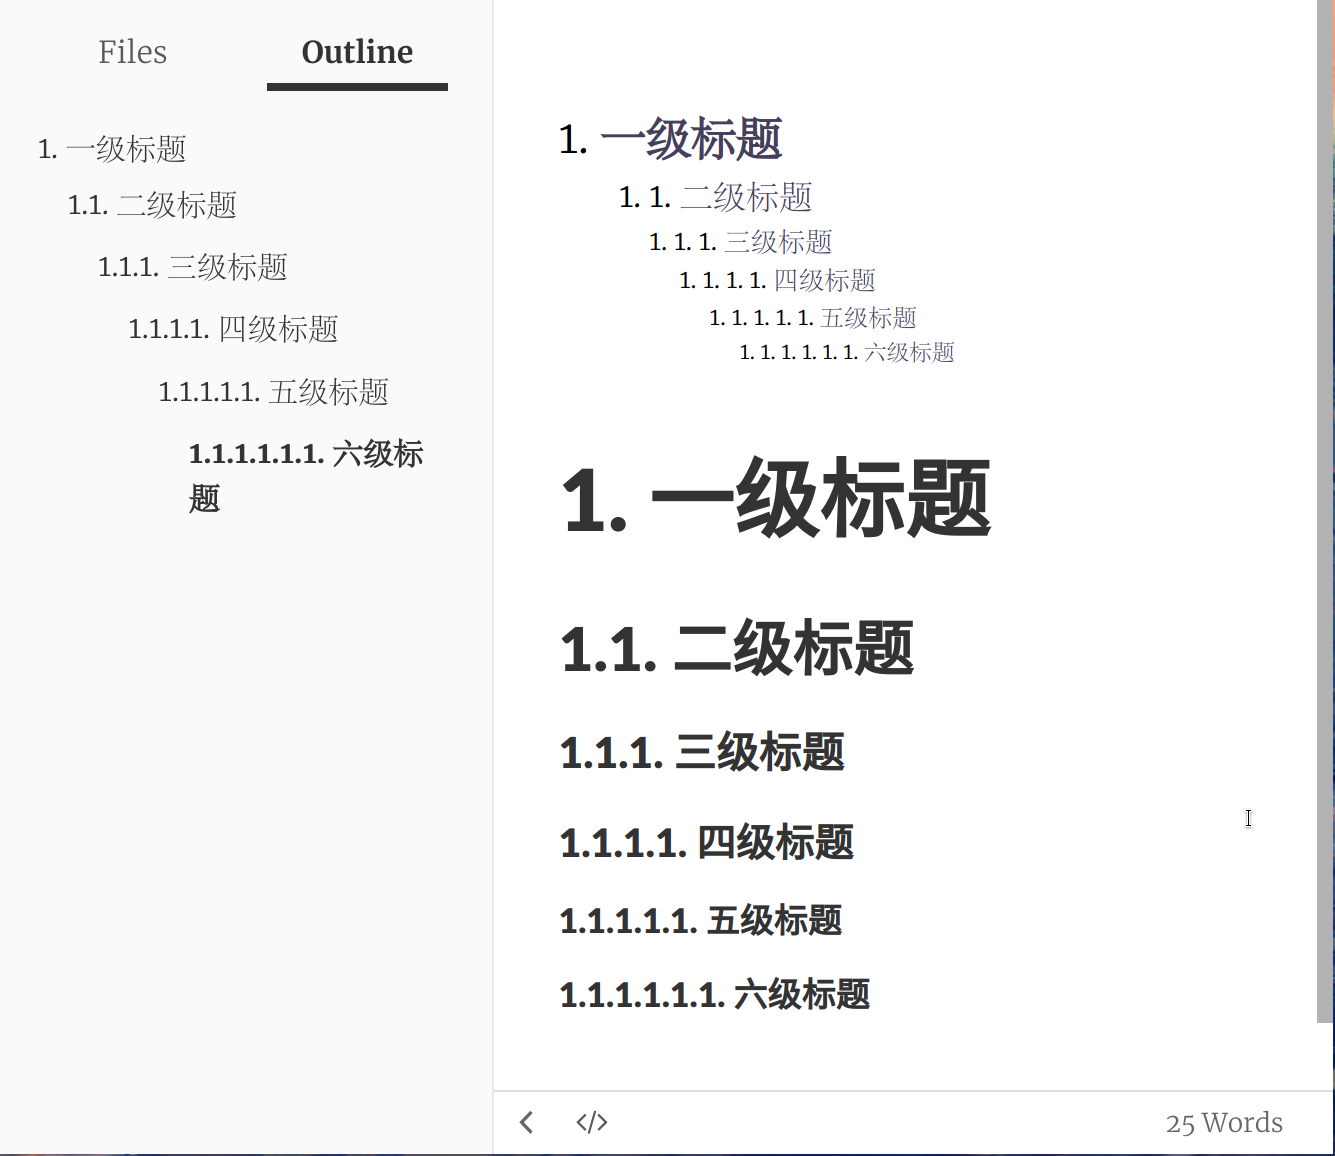 Files Outline
1. 一级标题
1.1. 二级标题
1.1.1. 三级标题
1.1.1.1. 四级标题
1.1.1.1.1. 五级标题
1.1.1.1.1.1. 六级标
题
1. 一级标题
1. 1. 二级标题
1. 1. 1. 三级标题
1. 1. 1. 1. 四级标题
1. 1. 1. 1. 1. 五级标题
1. 1. 1. 1. 1. 1. 六级标题
1. 一级标题
1.1. 二级标题
1.1.1. 三级标题
1.1.1.1. 四级标题
1.1.1.1.1. 五级标题
1.1.1.1.1.1. 六级标题
25 Words